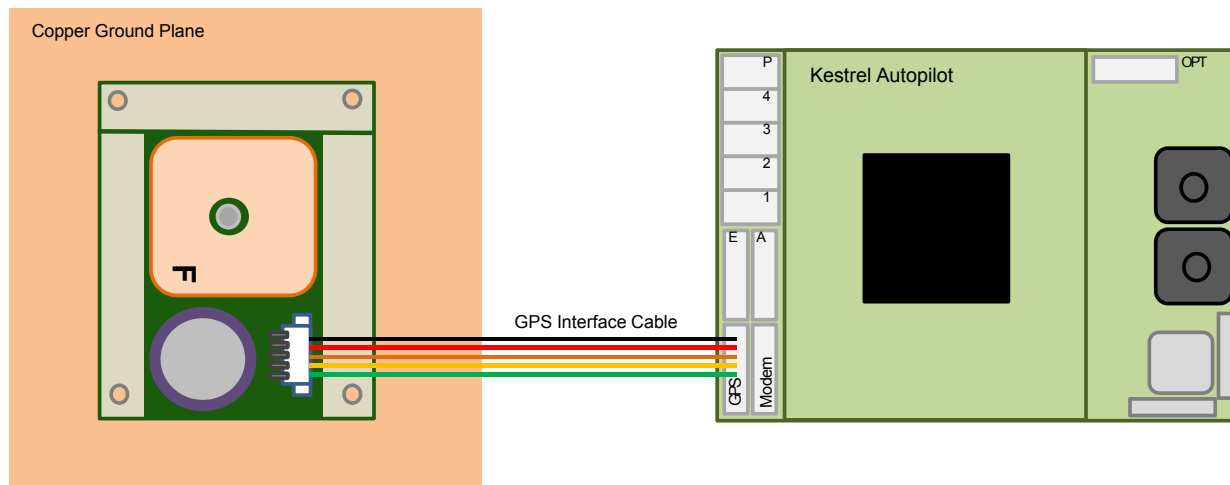 Copper Ground Plane
F
GPS Interface Cable
Kestrel Autopilot
P
4
3
2
1
E
A
GPS
Modem
OPT